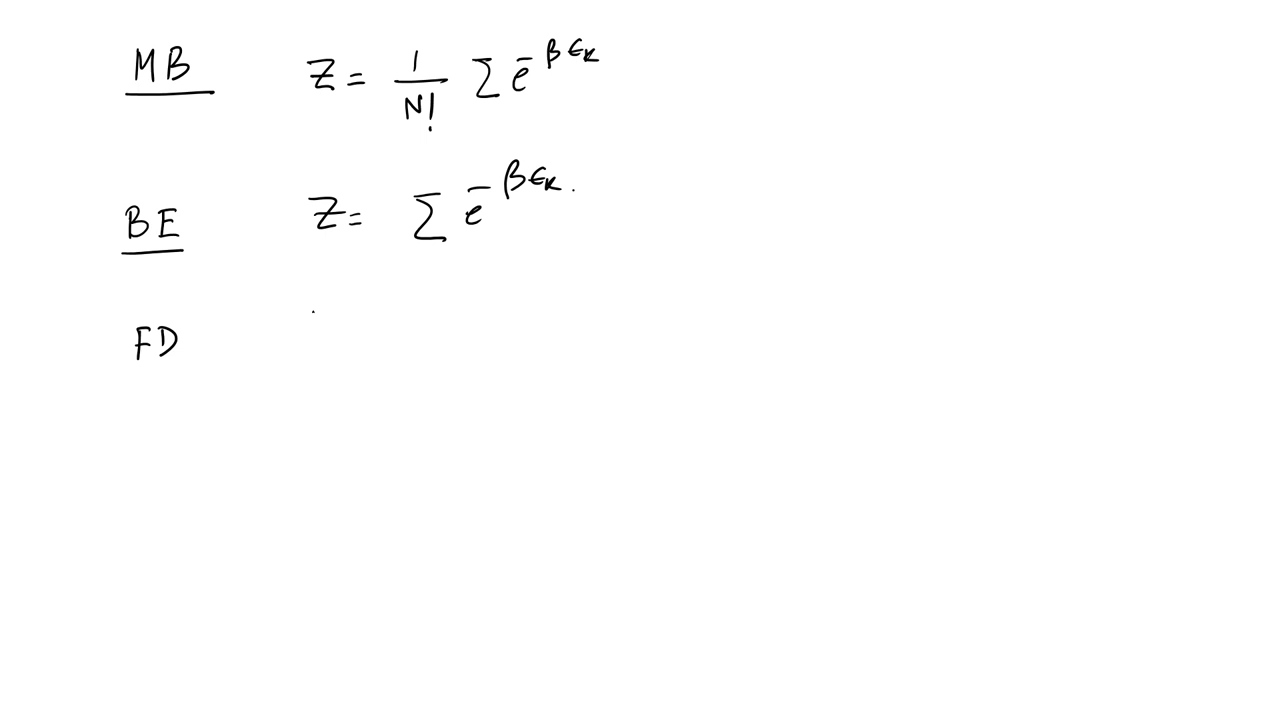 MB Z = 1/N! Σ e^-βϵ_k
BE Z = Σ e^-βϵ_k.
FD